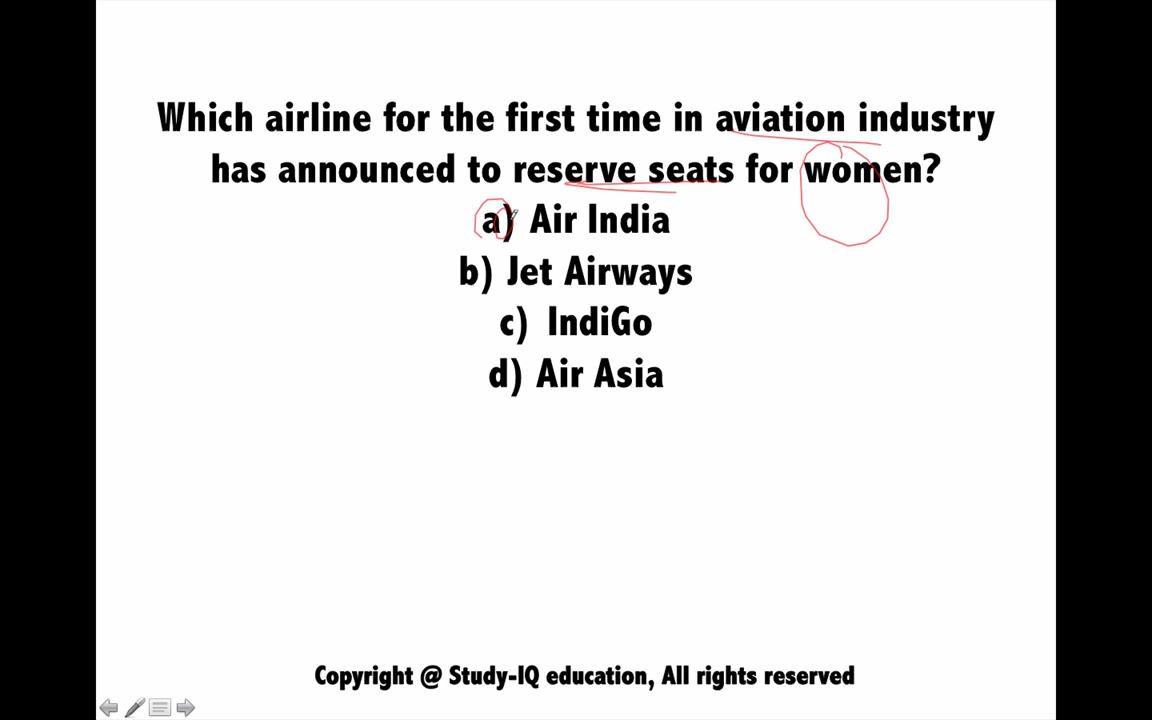 Which airline for the first time in aviation industry
has announced to reserve seats for women?
a) Air India
b) Jet Airways
c) IndiGo
d) Air Asia
Copyright @ Study-IQ education, All rights reserved